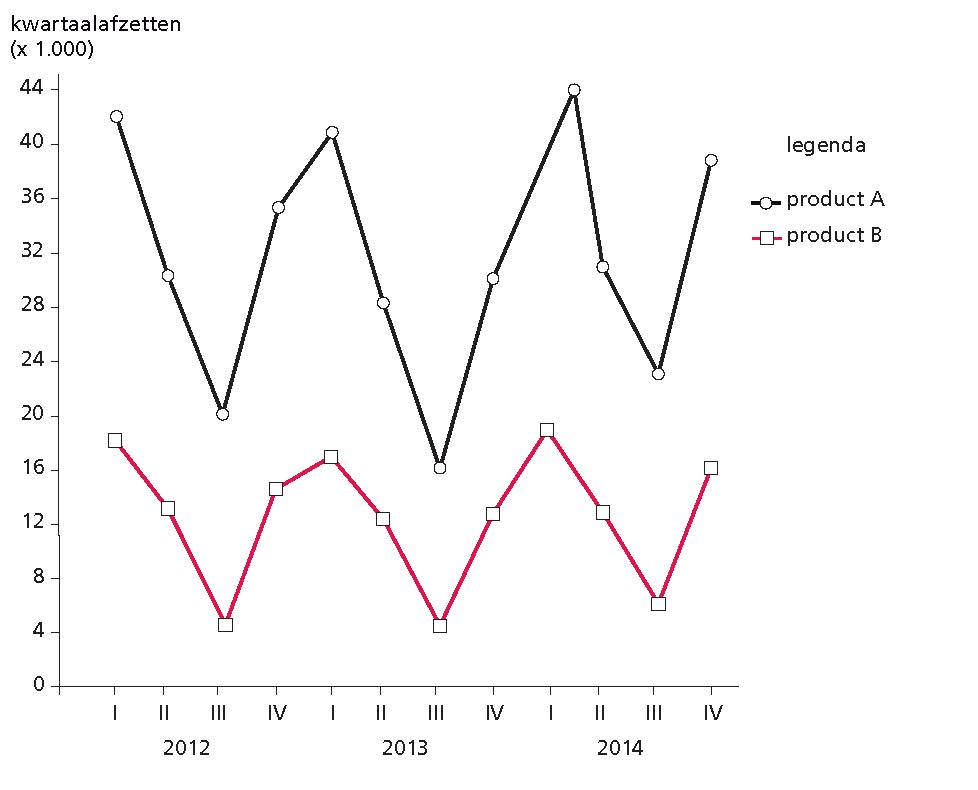 kwartaalafzetten
(x 1.000)
44
40
36
32
28
24
20
16
12
8
4
0
legenda
product A
product B
I II III IV I II III IV I II III IV
2012 2013 2014